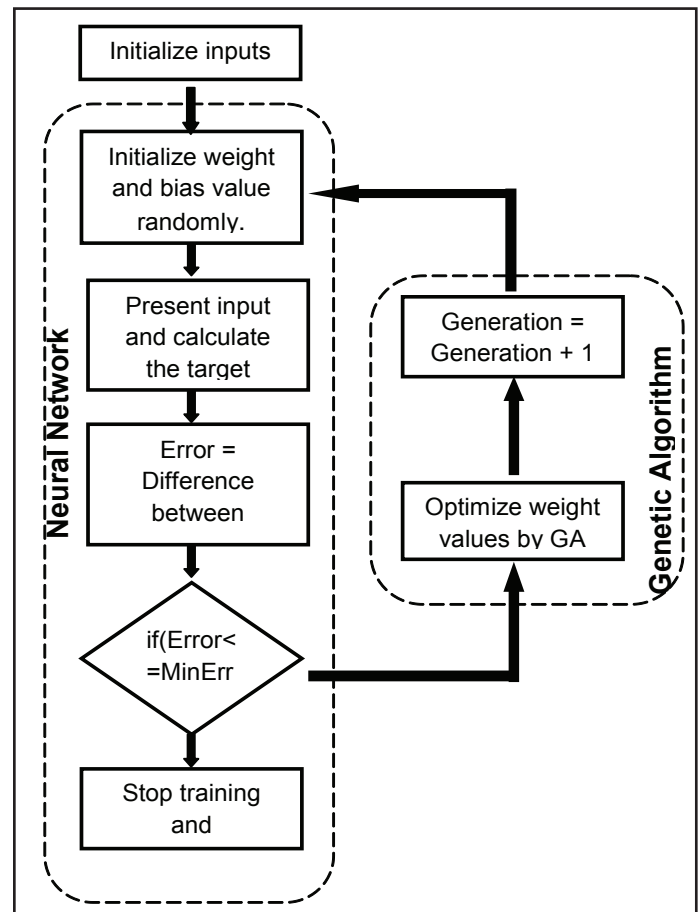 Initialize inputs
Initialize weight
and bias value
randomly.
Present input
and calculate
the target
Error =
Difference
between
if(Error<
=MinErr
Stop training
and
Neural Network
Generation =
Generation + 1
Optimize weight
values by GA
Genetic Algorithm